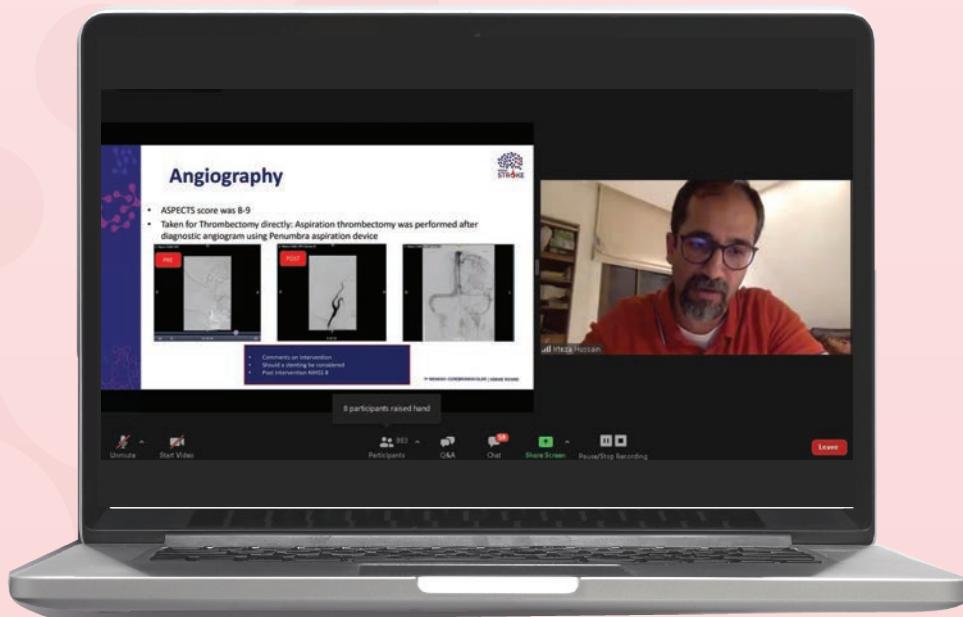 Angiography
STROKE
• ASPECTS score was 8-9
• Taken for Thrombectomy directly: Aspiration thrombectomy was performed after
diagnostic angiogram using Penumbra aspiration device
PRE
POST
• Comments on Intervention
• Should a stenting be considered
• Post Intervention NIHSS 8
Hussain
8 participants raised hand
Unmute
Start Video
Participants
Q&A
Chat
Share Screen
Pause/Stop Recording
Leave